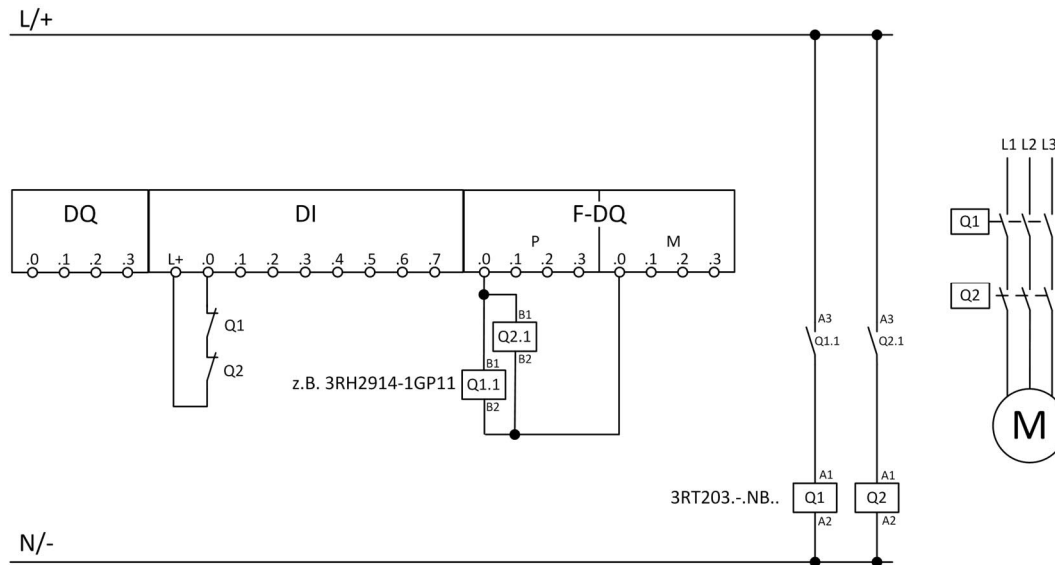 L/+
L1 L2 L3
DQ DI F-DQ
P M
.0 .1 .2 .3 L+ .0 .1 .2 .3 .4 .5 .6 .7 .0 .1 .2 .3 .0 .1 .2 .3
Q1
Q2
Q1
Q2
B1
Q2.1
B2
z.B. 3RH2914-1GP11
B1
Q1.1
B2
A3
Q1.1
A3
Q2.1
M
3RT203.-.NB..
A1
Q1
A2
A1
Q2
A2
N/-